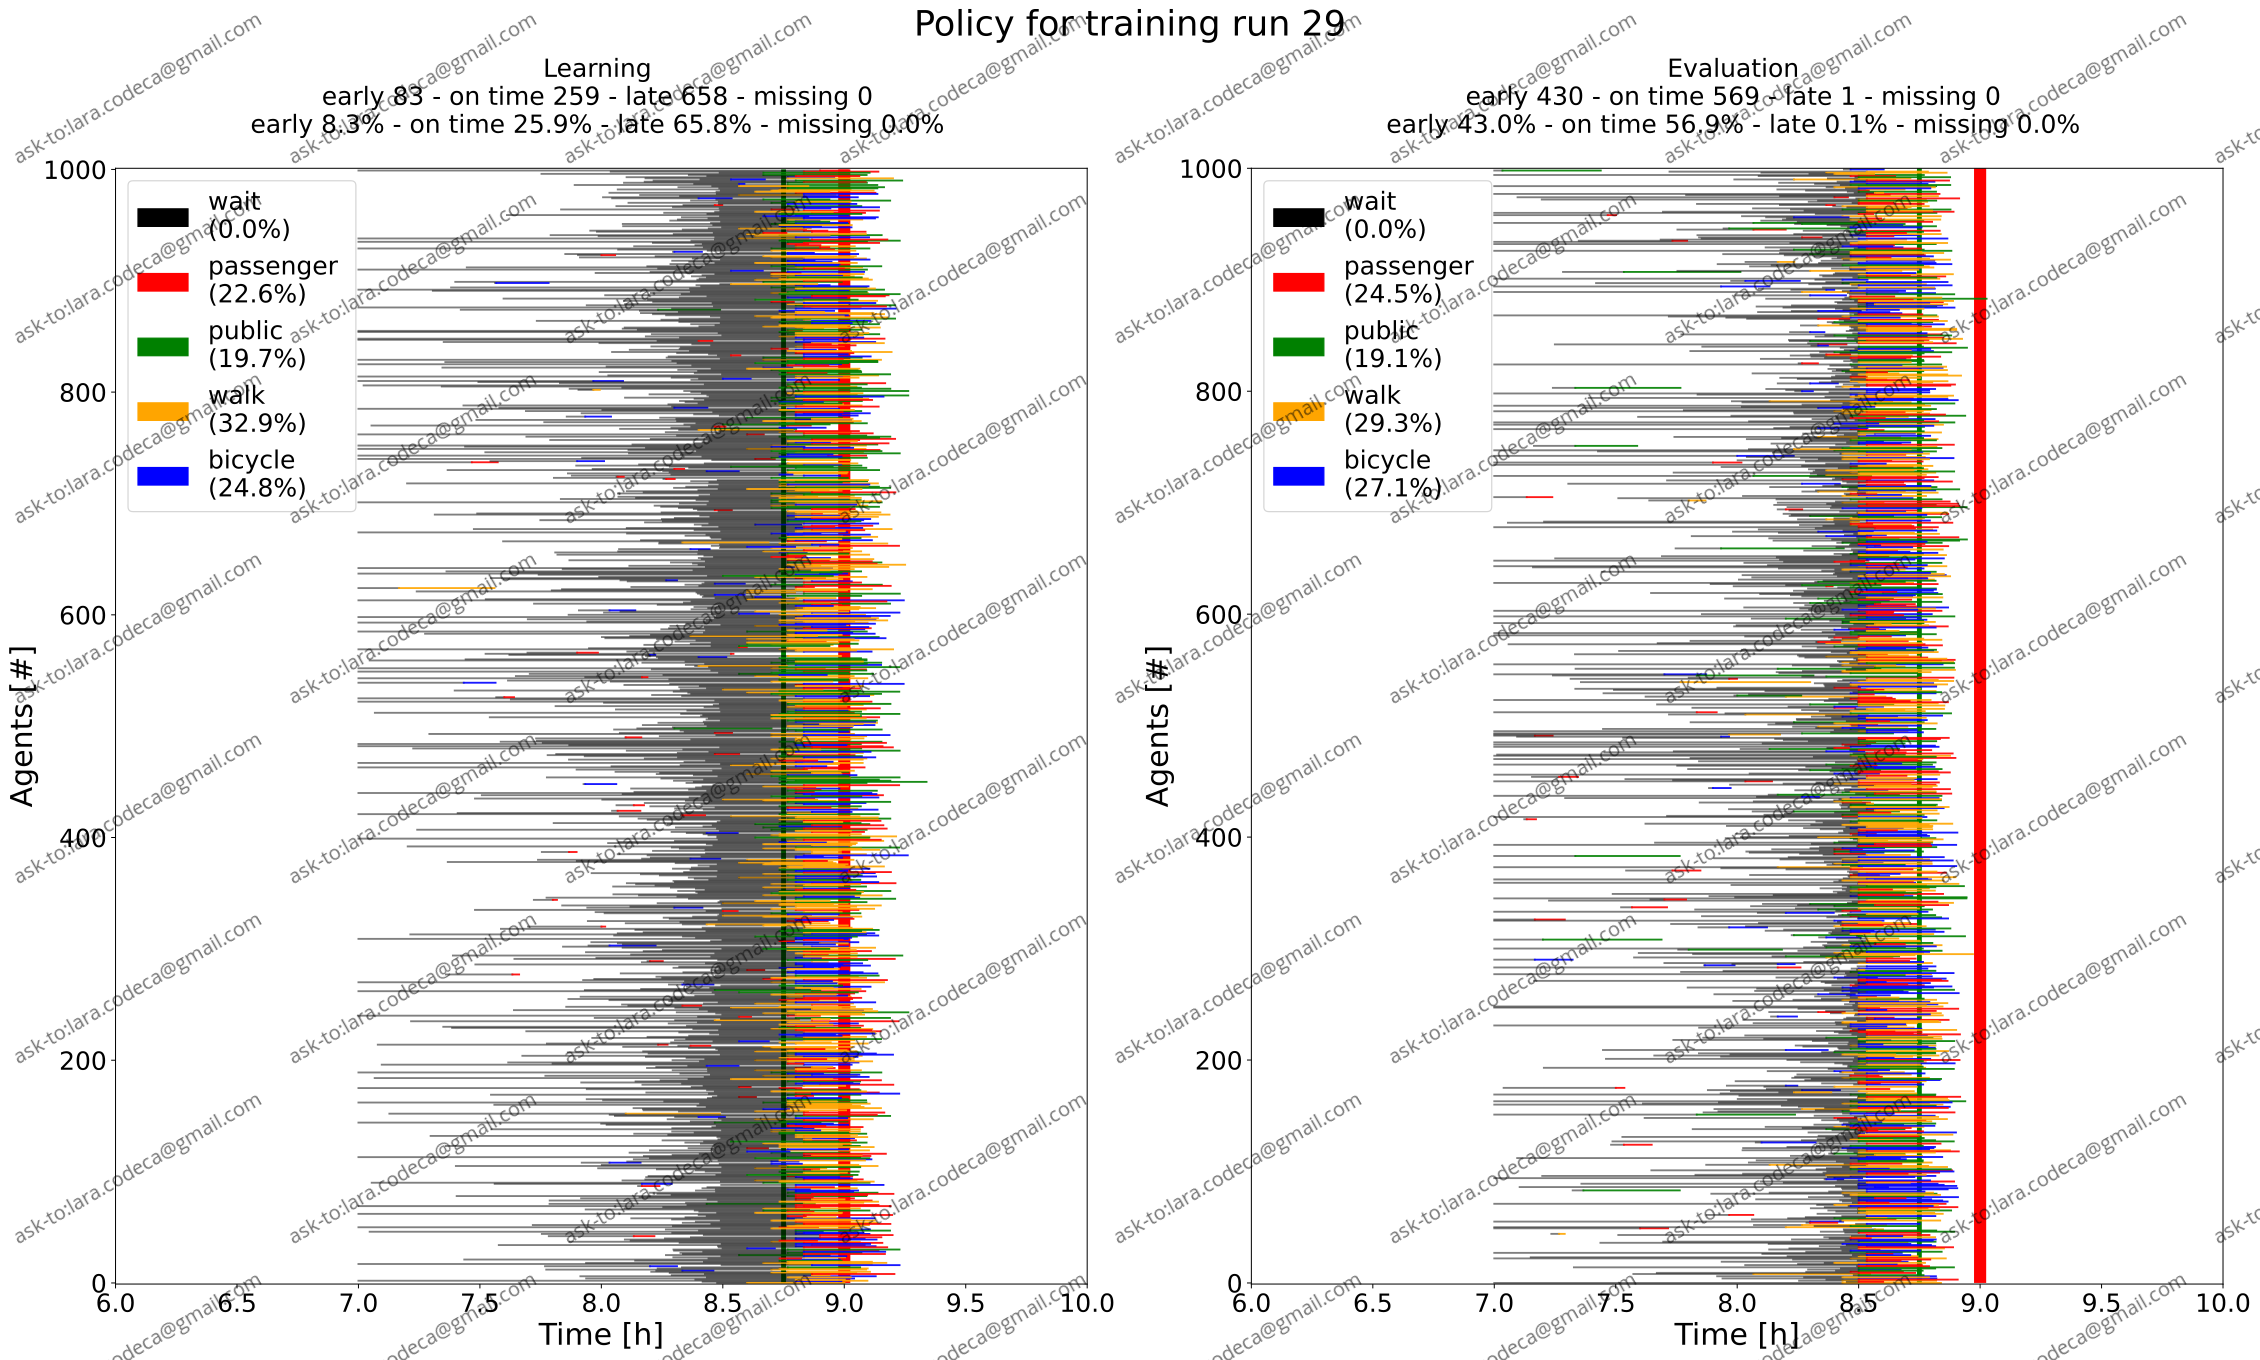 Policy for training run 29
Learning
early 83 - on time 259 - late 658 - missing 0
early 8.3% - on time 25.9% - late 65.8% - missing 0.0%
1000
800
600
400
200
0
Agents [#]
wait
(0.0%)
passenger
(22.6%)
public
(19.7%)
walk
(32.9%)
bicycle
(24.8%)
6.0 6.5 7.0 7.5 8.0 8.5 9.0 9.5 10.0
Time [h]
Evaluation
early 430 - on time 569 - late 1 - missing 0
early 43.0% - on time 56.9% - late 0.1% - missing 0.0%
1000
800
600
400
200
0
Agents [#]
wait
(0.0%)
passenger
(24.5%)
public
(19.1%)
walk
(29.3%)
bicycle
(27.1%)
6.0 6.5 7.0 7.5 8.0 8.5 9.0 9.5 10.0
Time [h]
ask-to:lara.codeca@gmail.com